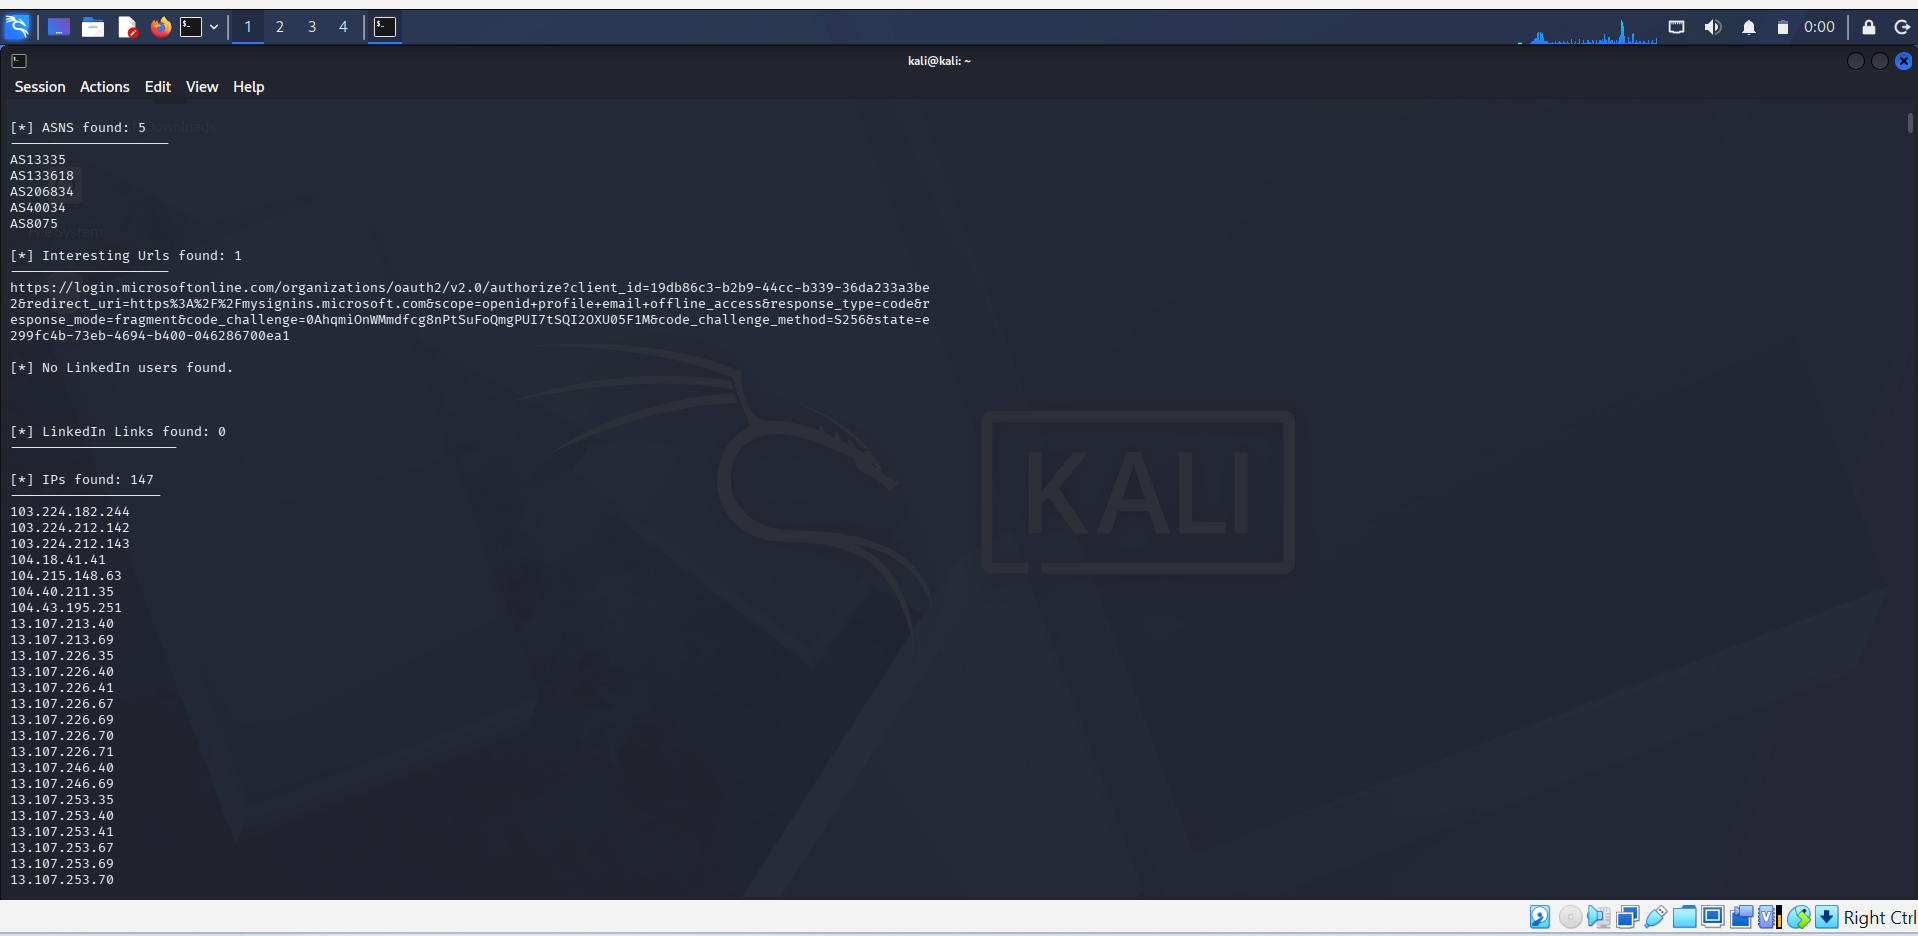 1 2 3 4
0:00
kali@kali: ~
Session Actions Edit View Help
[*] ASNS found: 5
AS13335
AS133618
AS206834
AS40034
AS8075
[*] Interesting Urls found: 1
https://login.microsoftonline.com/organizations/oauth2/v2.0/authorize?client_id=19db86c3-b2b9-44cc-b339-36da233a3be
2&redirect_uri=https%3A%2F%2Fmysignins.microsoft.com&scope=openid+profile+email+offline_access&response_type=code&r
esponse_mode=fragment&code_challenge=0AhqmiOnWMmdfcg8nPtSuFoQmgPUI7tSQI2OXU05F1M&code_challenge_method=S256&state=e
299fc4b-73eb-4694-b400-046286700ea1
[*] No LinkedIn users found.
[*] LinkedIn Links found: 0
[*] IPs found: 147
103.224.182.244
103.224.212.142
103.224.212.143
104.18.41.41
104.215.148.63
104.40.211.35
104.43.195.251
13.107.213.40
13.107.213.69
13.107.226.35
13.107.226.40
13.107.226.41
13.107.226.67
13.107.226.69
13.107.226.70
13.107.226.71
13.107.246.40
13.107.246.69
13.107.253.35
13.107.253.40
13.107.253.41
13.107.253.67
13.107.253.69
13.107.253.70
KALI
Right Ctrl